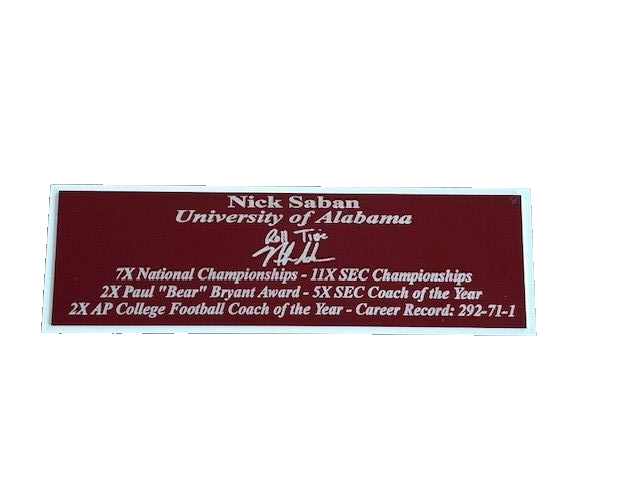 Nick Saban
University of Alabama
Roll Tide
7X National Championships - 11X SEC Championships
2X Paul "Bear" Bryant Award - 5X SEC Coach of the Year
2X AP College Football Coach of the Year - Career Record: 292-71-1